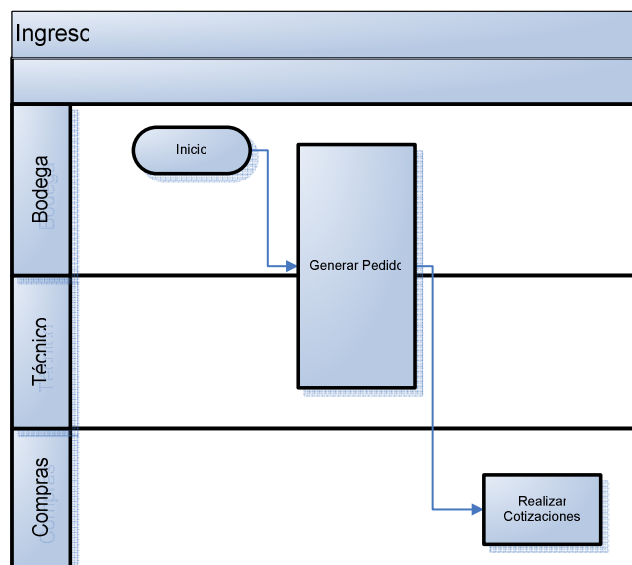 Ingreso
Bodega
Inicio
Generar Pedido
Técnico
Compras
Realizar
Cotizaciones